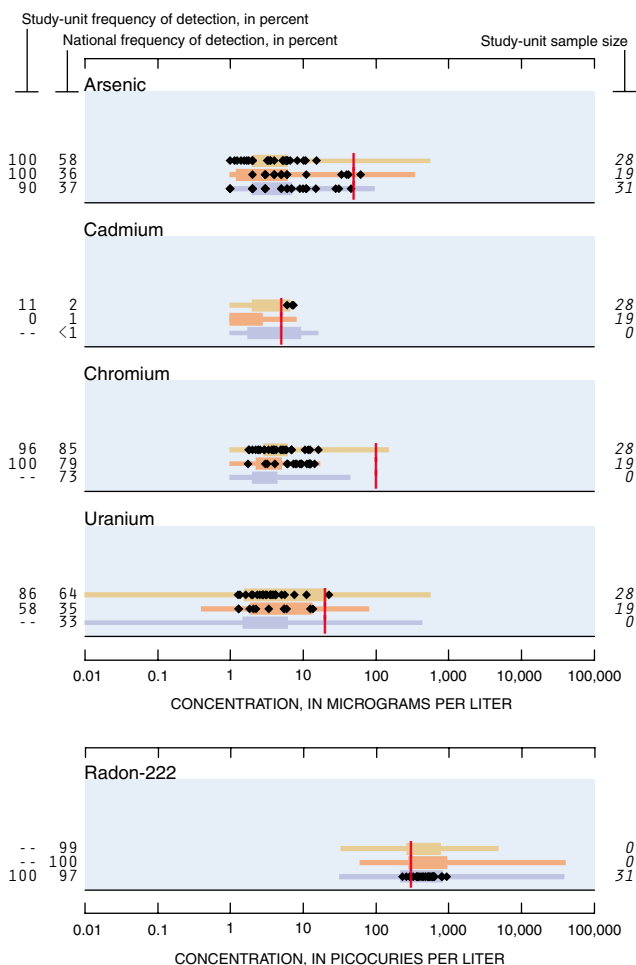 Study-unit frequency of detection, in percent
National frequency of detection, in percent
Study-unit sample size
Arsenic
100 58 28
100 36 19
90 37 31
Cadmium
11 2 28
0 1 19
-- <1 0
Chromium
96 85 28
100 79 19
-- 73 0
Uranium
86 64 28
58 35 19
-- 33 0
0.01 0.1 1 10 100 1,000 10,000 100,000
CONCENTRATION, IN MICROGRAMS PER LITER
Radon-222
-- 99 0
-- 100 0
100 97 31
0.01 0.1 1 10 100 1,000 10,000 100,000
CONCENTRATION, IN PICOCURIES PER LITER